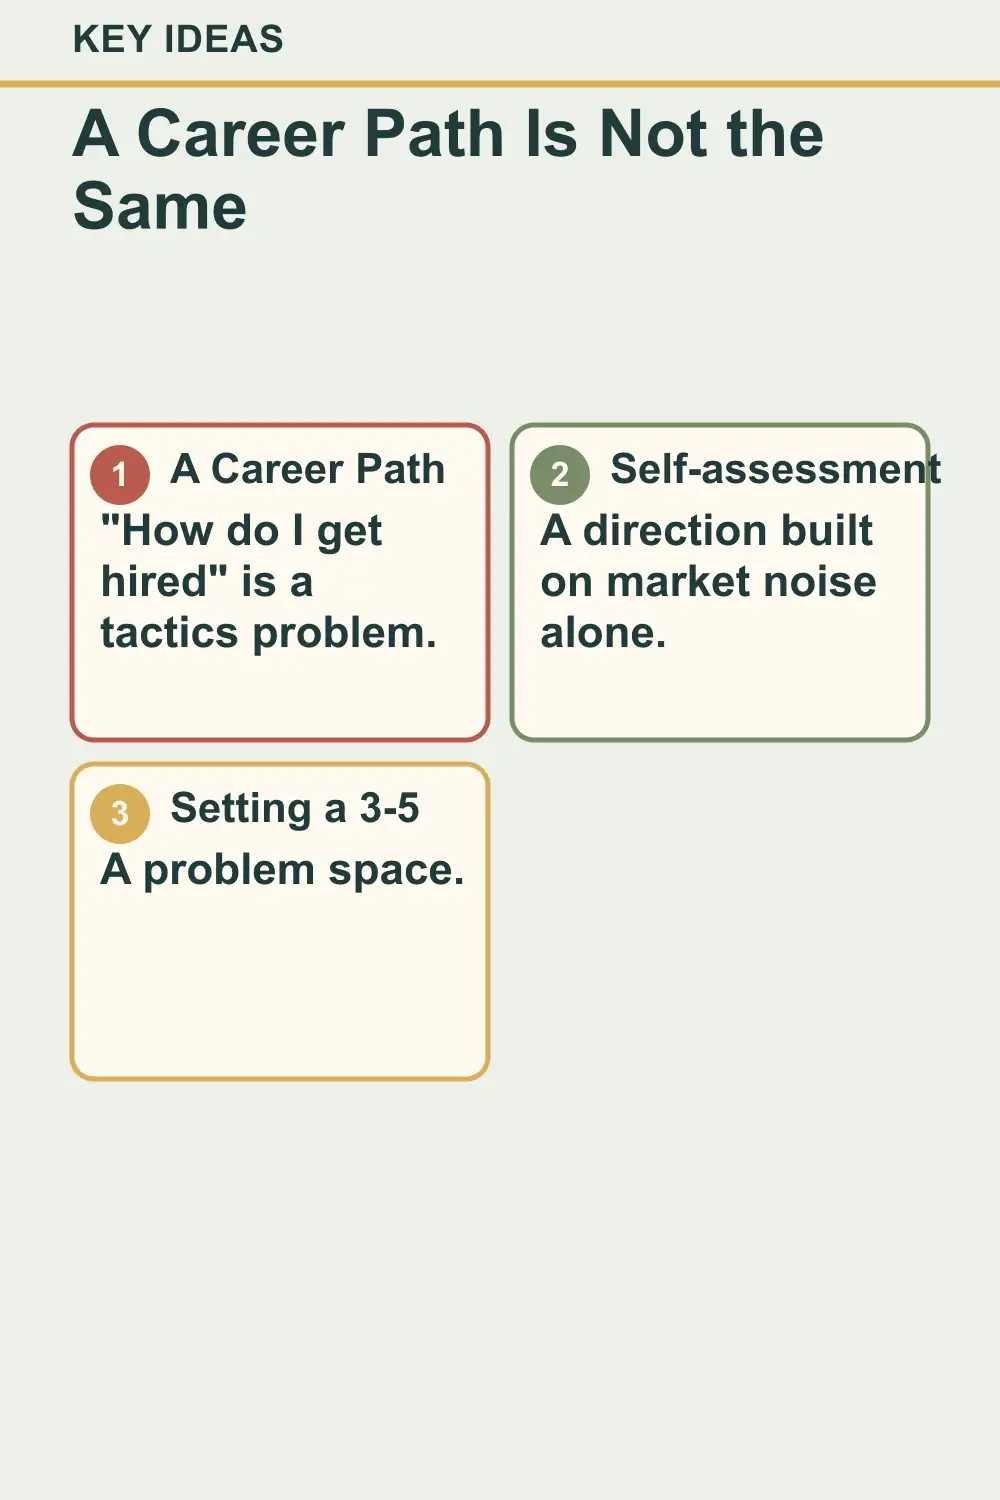 KEY IDEAS
A Career Path Is Not the
Same
1
A Career Path
"How do I get
hired" is a
tactics problem.
2
Self-assessment
A direction built
on market noise
alone.
3
Setting a 3-5
A problem space.